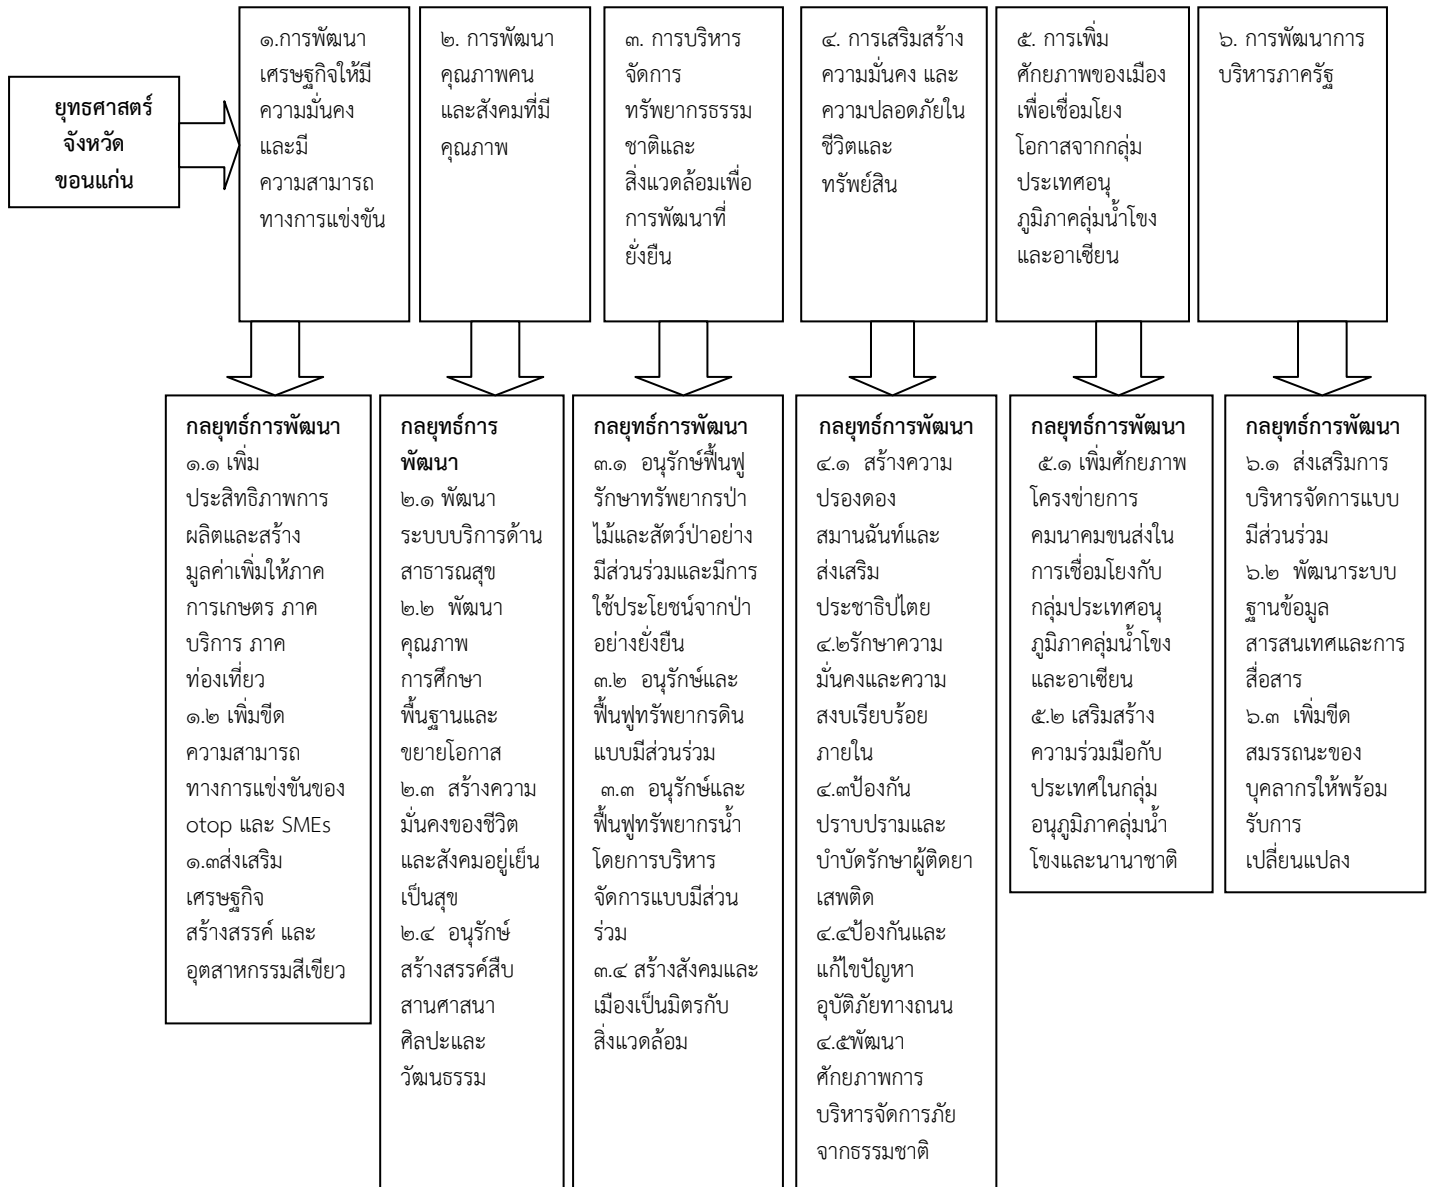 ยุทธศาสตร์
จังหวัด
ขอนแก่น
๑.การพัฒนา
เศรษฐกิจให้มี
ความมั่นคง
และมี
ความสามารถ
ทางการแข่งขัน
๒. การพัฒนา
คุณภาพคน
และสังคมที่มี
คุณภาพ
๓. การบริหาร
จัดการ
ทรัพยากรธรรม
ชาติและ
สิ่งแวดล้อมเพื่อ
การพัฒนาที่
ยั่งยืน
๔. การเสริมสร้าง
ความมั่นคง และ
ความปลอดภัยใน
ชีวิตและ
ทรัพย์สิน
๕. การเพิ่ม
ศักยภาพของเมือง
เพื่อเชื่อมโยง
โอกาสจากกลุ่ม
ประเทศอนุ
ภูมิภาคลุ่มน้ำโขง
และอาเซียน
๖. การพัฒนาการ
บริหารภาครัฐ
กลยุทธ์การพัฒนา
๑.๑ เพิ่ม
ประสิทธิภาพการ
ผลิตและสร้าง
มูลค่าเพิ่มให้ภาค
การเกษตร ภาค
บริการ ภาค
ท่องเที่ยว
๑.๒ เพิ่มขีด
ความสามารถ
ทางการแข่งขันของ
otop และ SMEs
๑.๓ส่งเสริม
เศรษฐกิจ
สร้างสรรค์ และ
อุตสาหกรรมสีเขียว
กลยุทธ์การ
พัฒนา
๒.๑ พัฒนา
ระบบบริการด้าน
สาธารณสุข
๒.๒ พัฒนา
คุณภาพ
การศึกษา
พื้นฐานและ
ขยายโอกาส
๒.๓ สร้างความ
มั่นคงของชีวิต
และสังคมอยู่เย็น
เป็นสุข
๒.๔ อนุรักษ์
สร้างสรรค์สืบ
สานศาสนา
ศิลปะและ
วัฒนธรรม
กลยุทธ์การพัฒนา
๓.๑ อนุรักษ์ฟื้นฟู
รักษาทรัพยากรป่า
ไม้และสัตว์ป่าอย่าง
มีส่วนร่วมและมีการ
ใช้ประโยชน์จากป่า
อย่างยั่งยืน
๓.๒ อนุรักษ์และ
ฟื้นฟูทรัพยากรดิน
แบบมีส่วนร่วม
๓.๓ อนุรักษ์และ
ฟื้นฟูทรัพยากรน้ำ
โดยการบริหาร
จัดการแบบมีส่วน
ร่วม
๓.๔ สร้างสังคมและ
เมืองเป็นมิตรกับ
สิ่งแวดล้อม
กลยุทธ์การพัฒนา
๔.๑ สร้างความ
ปรองดอง
สมานฉันท์และ
ส่งเสริม
ประชาธิปไตย
๔.๒รักษาความ
มั่นคงและความ
สงบเรียบร้อย
ภายใน
๔.๓ป้องกัน
ปราบปรามและ
บำบัดรักษาผู้ติดยา
เสพติด
๔.๔ป้องกันและ
แก้ไขปัญหา
อุบัติภัยทางถนน
๔.๕พัฒนา
ศักยภาพการ
บริหารจัดการภัย
จากธรรมชาติ
กลยุทธ์การพัฒนา
๕.๑ เพิ่มศักยภาพ
โครงข่ายการ
คมนาคมขนส่งใน
การเชื่อมโยงกับ
กลุ่มประเทศอนุ
ภูมิภาคลุ่มน้ำโขง
และอาเซียน
๕.๒ เสริมสร้าง
ความร่วมมือกับ
ประเทศในกลุ่ม
อนุภูมิภาคลุ่มน้ำ
โขงและนานาชาติ
กลยุทธ์การพัฒนา
๖.๑ ส่งเสริมการ
บริหารจัดการแบบ
มีส่วนร่วม
๖.๒ พัฒนาระบบ
ฐานข้อมูล
สารสนเทศและการ
สื่อสาร
๖.๓ เพิ่มขีด
สมรรถนะของ
บุคลากรให้พร้อม
รับการ
เปลี่ยนแปลง